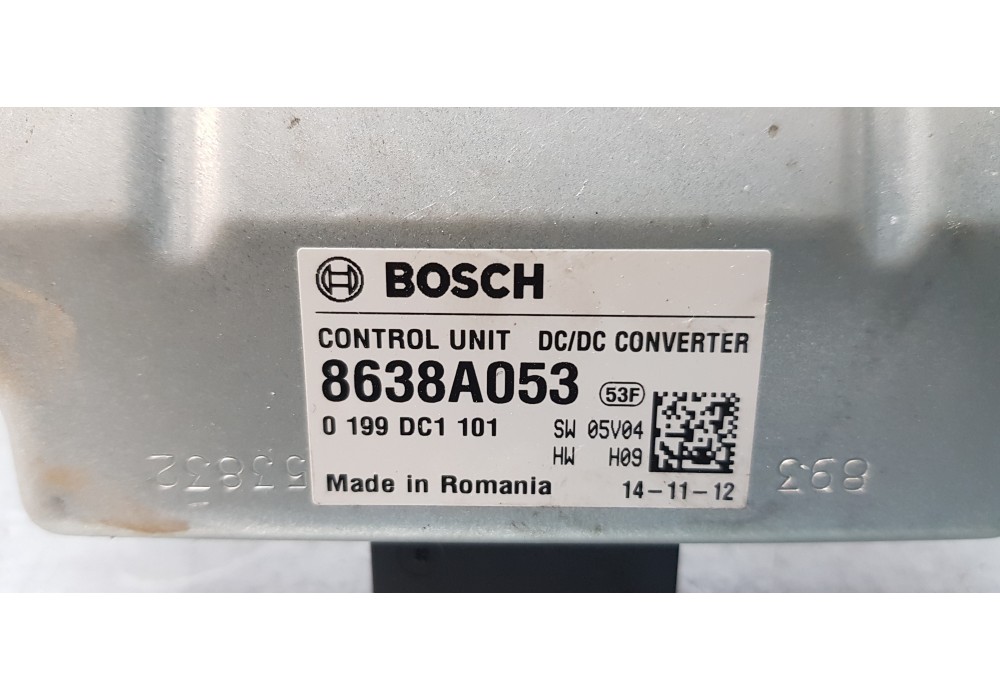 BOSCH
CONTROL UNIT DC/DC CONVERTER
8638A053 53F
0 199 DC1 101 SW 05V04
HW H09
Made in Romania 14-11-12